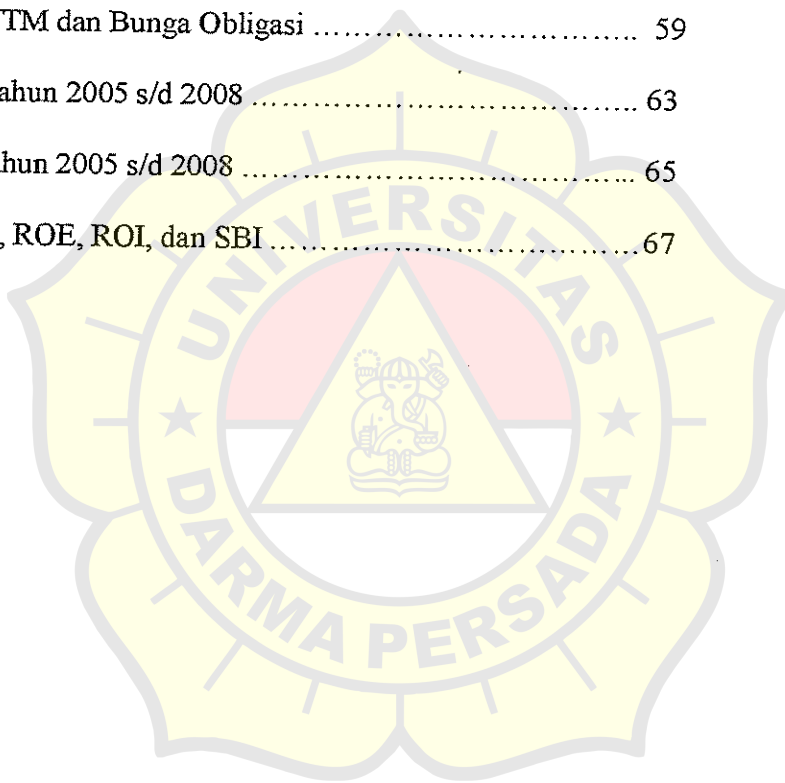 TM dan Bunga Obligasi ................................ 59
ahun 2005 s/d 2008 ....................................... 63
hun 2005 s/d 2008 ........................................ 65
, ROE, ROI, dan SBI ..................................... 67
UNIVERSITAS
DARMA PERSADA